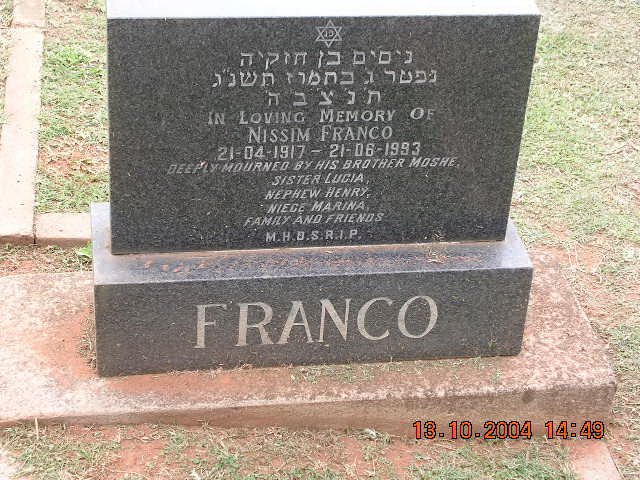 ניסים בן חזקיה
נפטר ג' בתמוז תשנ"ג
ת' נ' צ' ב' ה'
IN LOVING MEMORY OF
NISSIM FRANCO
21-04-1917 - 21-06-1993
DEEPLY MOURNED BY HIS BROTHER MOSHE,
SISTER LUCIA,
NEPHEW HENRY,
NIECE MARINA,
FAMILY AND FRIENDS
M.H.D.S.R.I.P.
FRANCO
13.10.2004 14:49